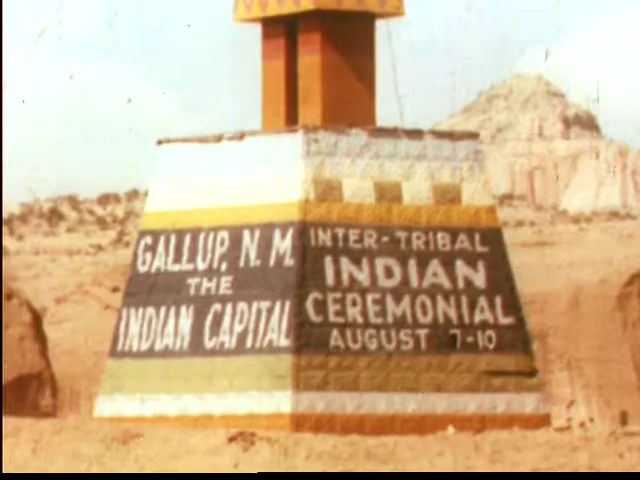 GALLUP, N. M.
THE
INDIAN CAPITAL
INTER-TRIBAL
INDIAN
CEREMONIAL
AUGUST 7-10